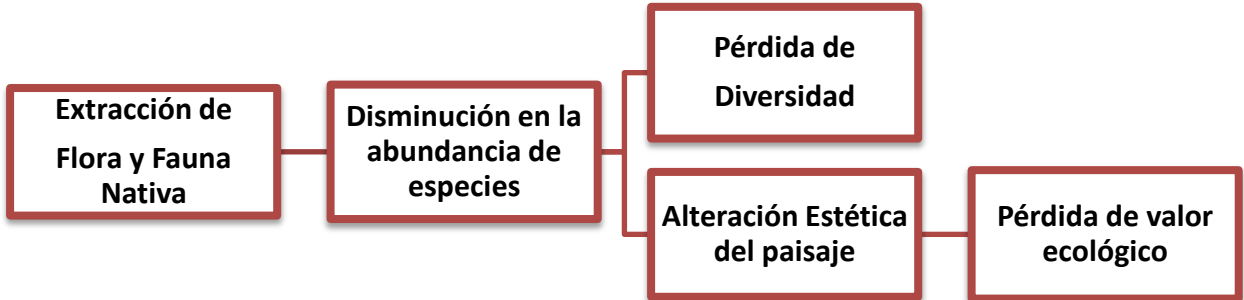 Extracción de
Flora y Fauna
Nativa
Disminución en la
abundancia de
especies
Pérdida de
Diversidad
Alteración Estética
del paisaje
Pérdida de valor
ecológico